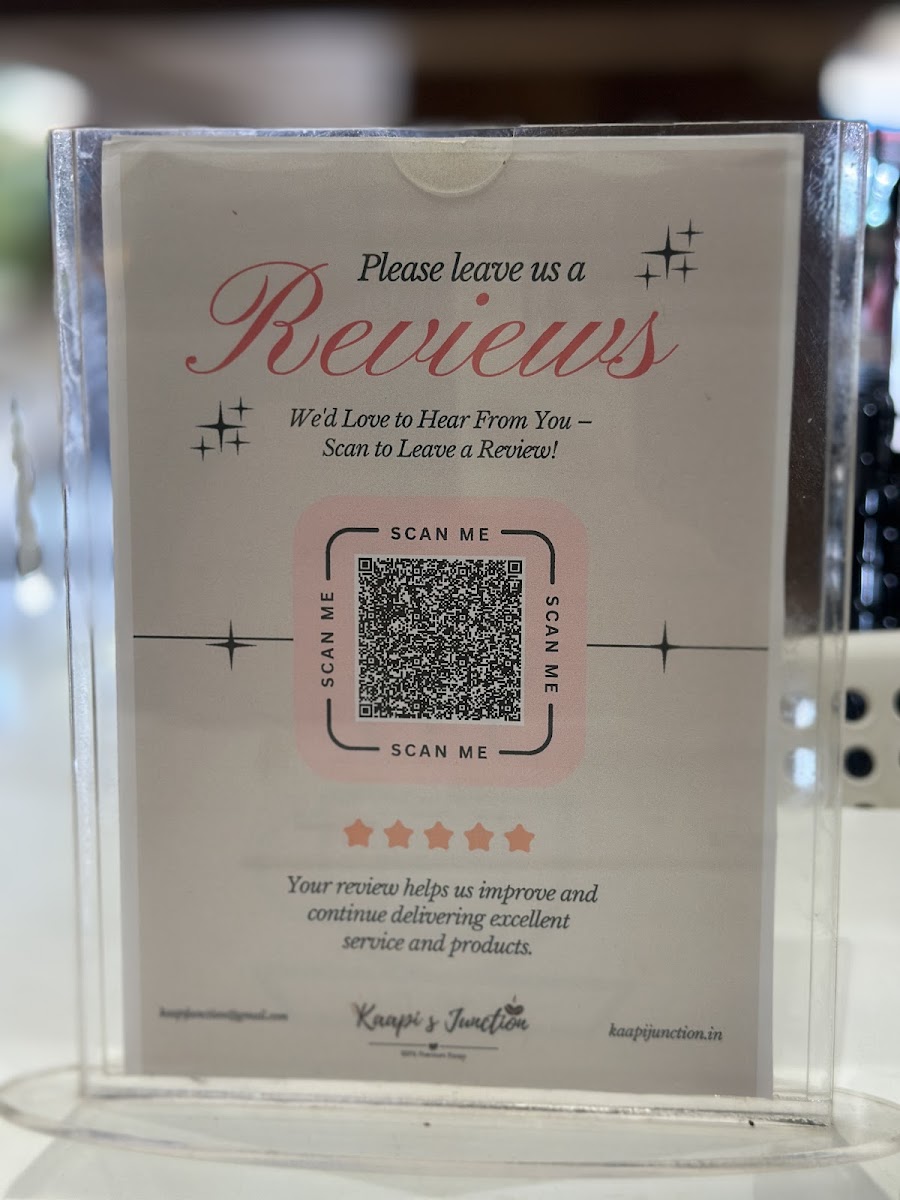 Please leave us a
Reviews
We'd Love to Hear From You –
Scan to Leave a Review!
SCAN ME
SCAN ME
SCAN ME
SCAN ME
Your review helps us improve and
continue delivering excellent
service and products.
kaapijunction@gmail.com
Kaapi s Junction
kaapijunction.in